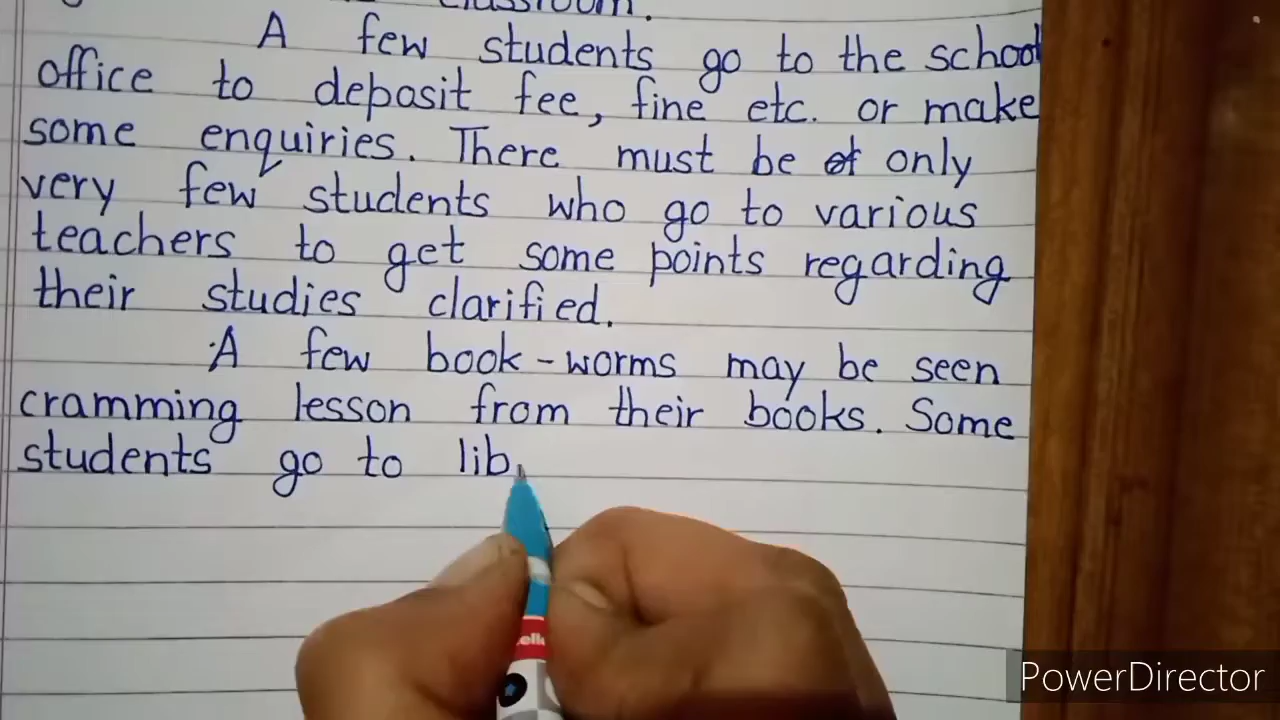 classroom.
A few students go to the school
office to deposit fee, fine etc. or make
some enquiries. There must be of only
very few students who go to various
teachers to get some points regarding
their studies clarified.
A few book-worms may be seen
cramming lesson from their books. Some
students go to lib
PowerDirector